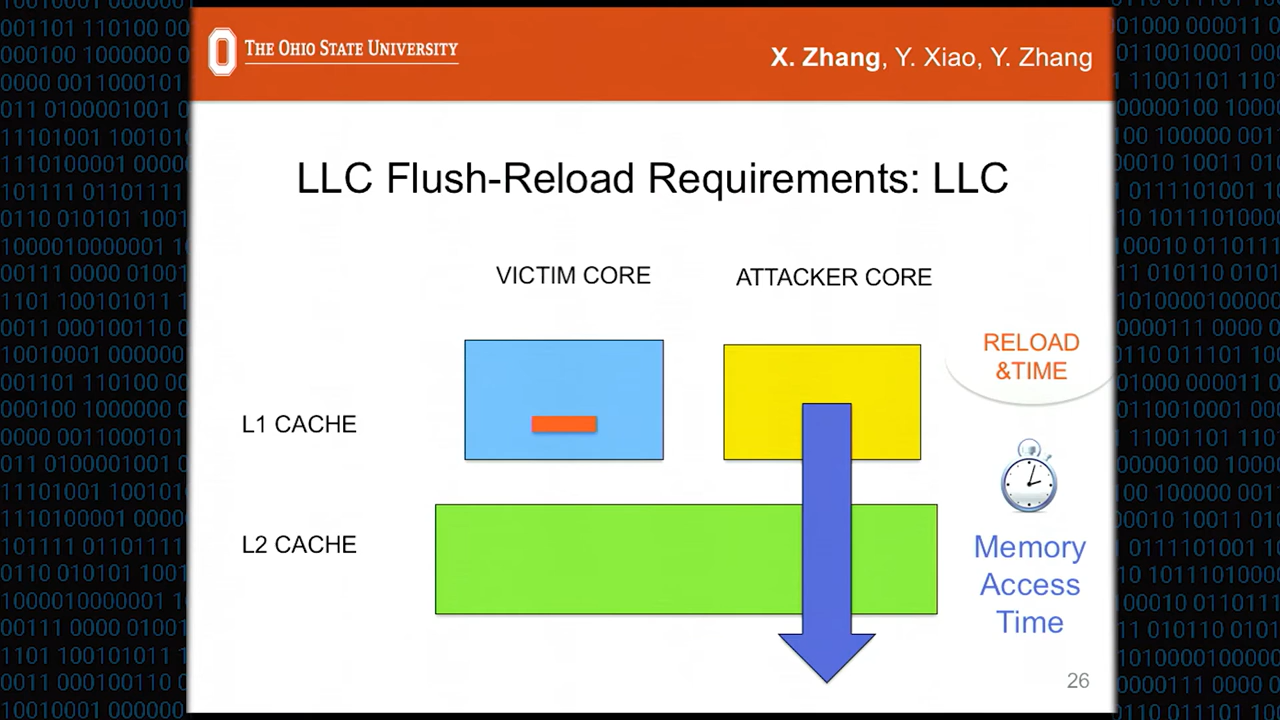 THE OHIO STATE UNIVERSITY
X. Zhang, Y. Xiao, Y. Zhang
LLC Flush-Reload Requirements: LLC
VICTIM CORE
ATTACKER CORE
RELOAD
&TIME
L1 CACHE
L2 CACHE
Memory
Access
Time
26